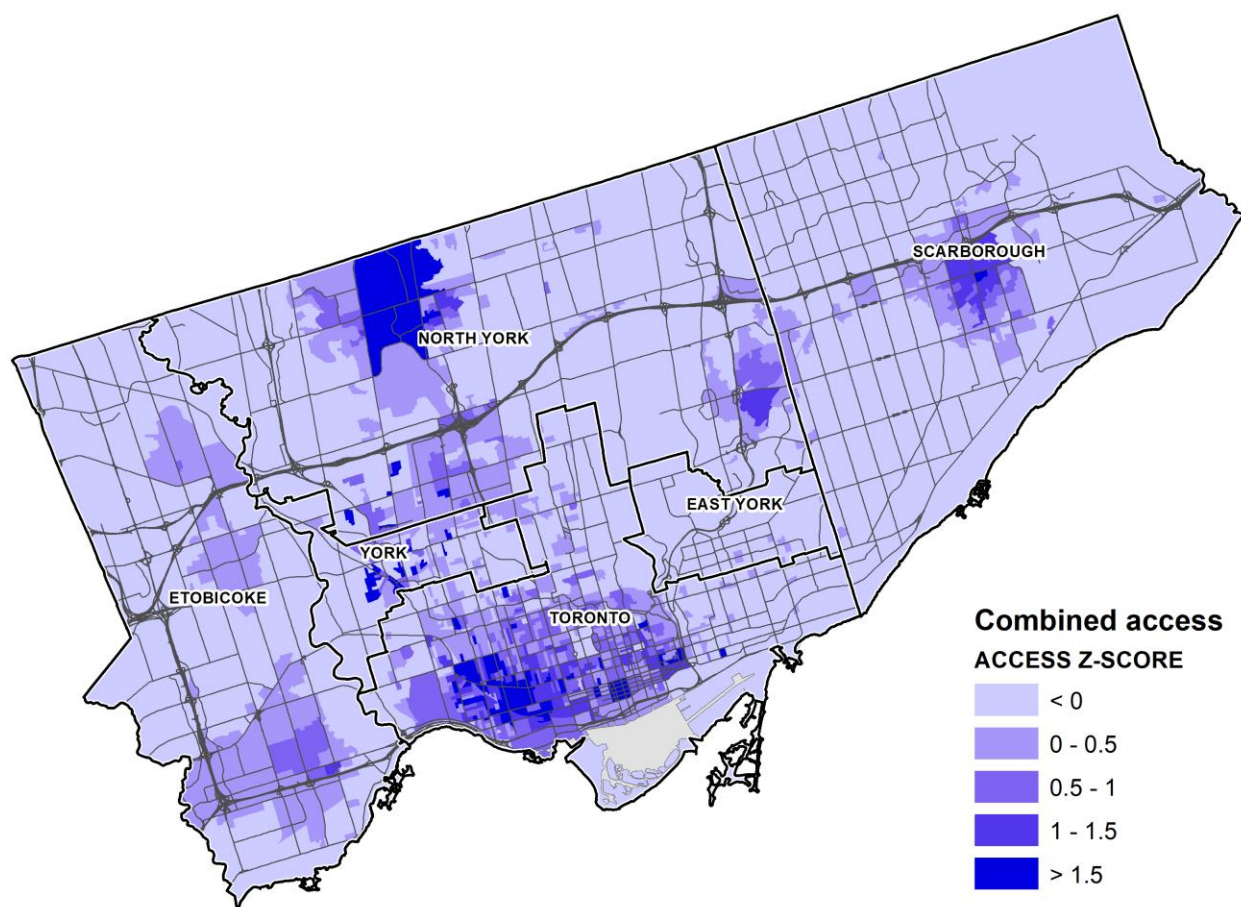 SCARBOROUGH
NORTH YORK
EAST YORK
YORK
ETOBICOKE
TORONTO
Combined access
ACCESS Z-SCORE
< 0
0 - 0.5
0.5 - 1
1 - 1.5
> 1.5